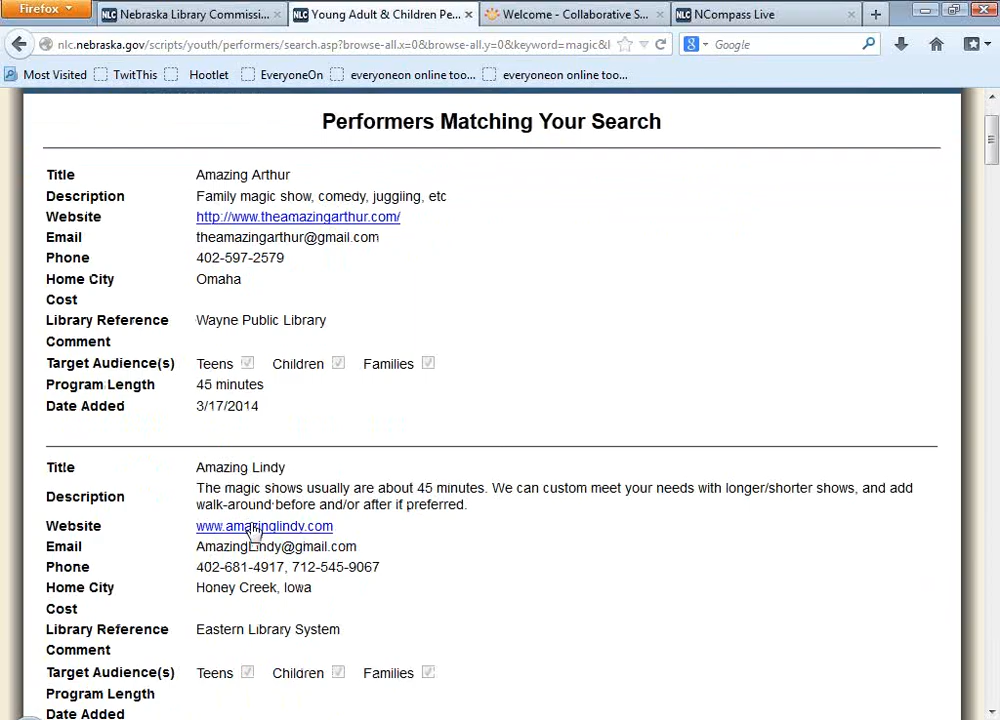 Firefox
Nebraska Library Commissi...
Young Adult & Children Pe...
Welcome - Collaborative S...
NCompass Live
nlc.nebraska.gov/scripts/youth/performers/search.asp?browse-all.x=0&browse-all.y=0&keyword=magic&l
Google
Most Visited TwitThis Hootlet EveryoneOn everyoneon online too... everyoneon online too...
Performers Matching Your Search
Title Amazing Arthur
Description Family magic show, comedy, juggling, etc
Website http://www.theamazingarthur.com/
Email theamazingarthur@gmail.com
Phone 402-597-2579
Home City Omaha
Cost
Library Reference Wayne Public Library
Comment
Target Audience(s) Teens Children Families
Program Length 45 minutes
Date Added 3/17/2014
Title Amazing Lindy
The magic shows usually are about 45 minutes. We can custom meet your needs with longer/shorter shows, and add
Description walk-around before and/or after if preferred.
Website www.amazinglindy.com
Email AmazingLindy@gmail.com
Phone 402-681-4917, 712-545-9067
Home City Honey Creek, Iowa
Cost
Library Reference Eastern Library System
Comment
Target Audience(s) Teens Children Families
Program Length
Date Added